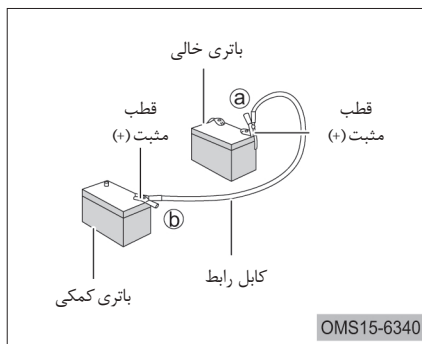 باتری خالی
ⓐ
قطب
مثبت (+)
قطب
مثبت (+)
ⓑ
کابل رابط
باتری کمکی
OMS15-6340